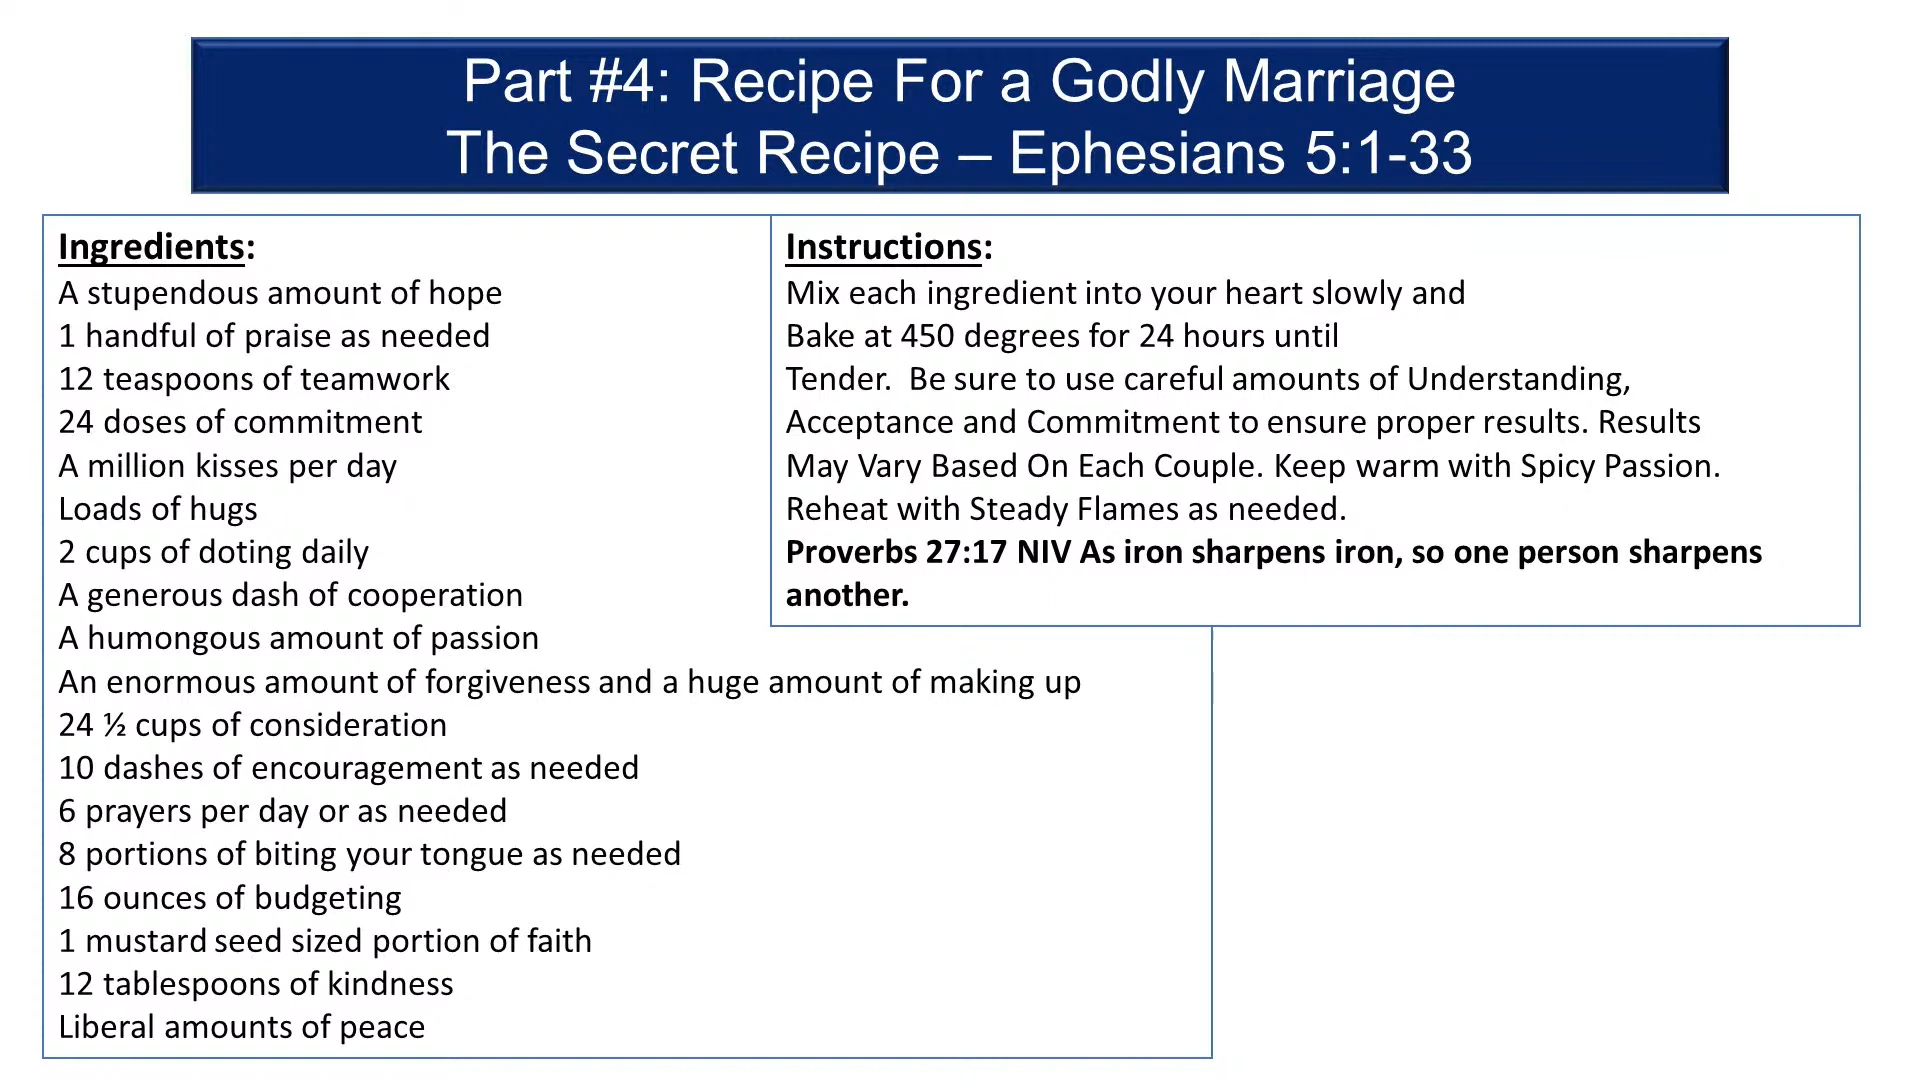 Part #4: Recipe For a Godly Marriage
The Secret Recipe – Ephesians 5:1-33
Ingredients:
A stupendous amount of hope
1 handful of praise as needed
12 teaspoons of teamwork
24 doses of commitment
A million kisses per day
Loads of hugs
2 cups of doting daily
A generous dash of cooperation
A humongous amount of passion
An enormous amount of forgiveness and a huge amount of making up
24 ½ cups of consideration
10 dashes of encouragement as needed
6 prayers per day or as needed
8 portions of biting your tongue as needed
16 ounces of budgeting
1 mustard seed sized portion of faith
12 tablespoons of kindness
Liberal amounts of peace
Instructions:
Mix each ingredient into your heart slowly and
Bake at 450 degrees for 24 hours until
Tender.  Be sure to use careful amounts of Understanding,
Acceptance and Commitment to ensure proper results. Results
May Vary Based On Each Couple. Keep warm with Spicy Passion.
Reheat with Steady Flames as needed.
Proverbs 27:17 NIV As iron sharpens iron, so one person sharpens
another.